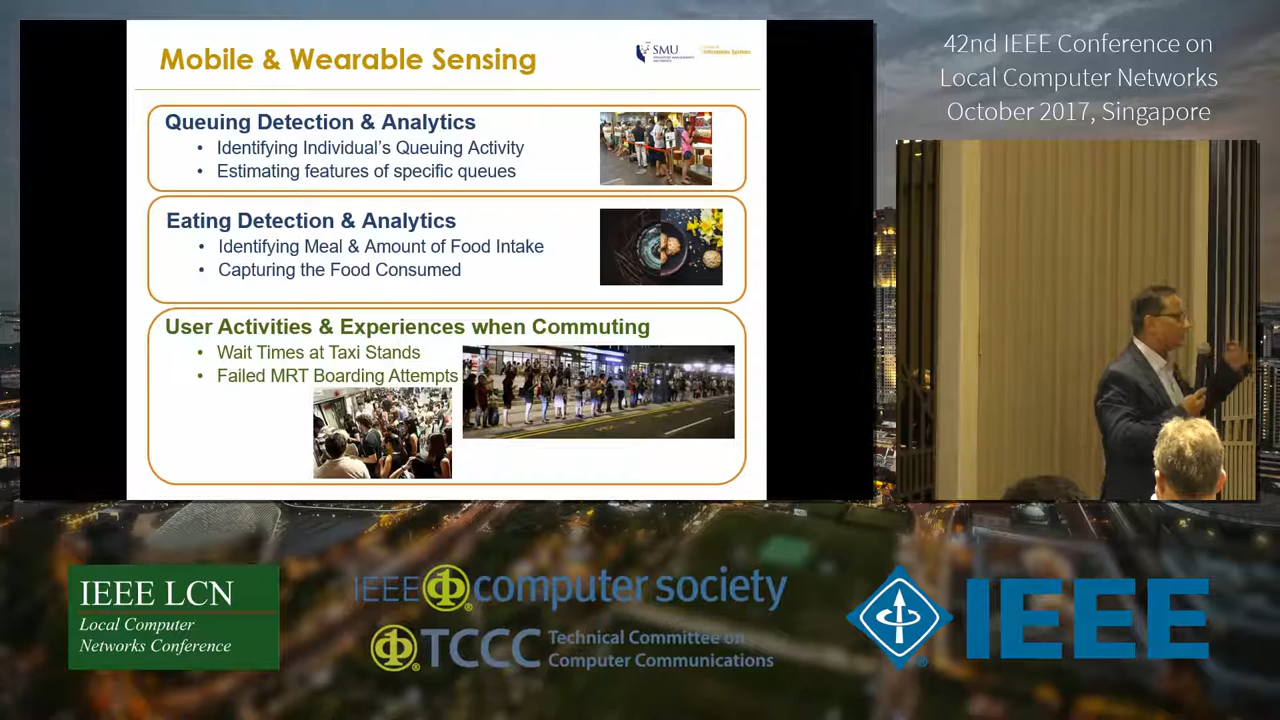 Mobile & Wearable Sensing
SMU
Information Systems
Queuing Detection & Analytics
• Identifying Individual's Queuing Activity
• Estimating features of specific queues
Eating Detection & Analytics
• Identifying Meal & Amount of Food Intake
• Capturing the Food Consumed
User Activities & Experiences when Commuting
• Wait Times at Taxi Stands
• Failed MRT Boarding Attempts
42nd IEEE Conference on
Local Computer Networks
October 2017, Singapore
IEEE LCN
Local Computer
Networks Conference
IEEE computer society
TCCC Technical Committee on
Computer Communications
IEEE